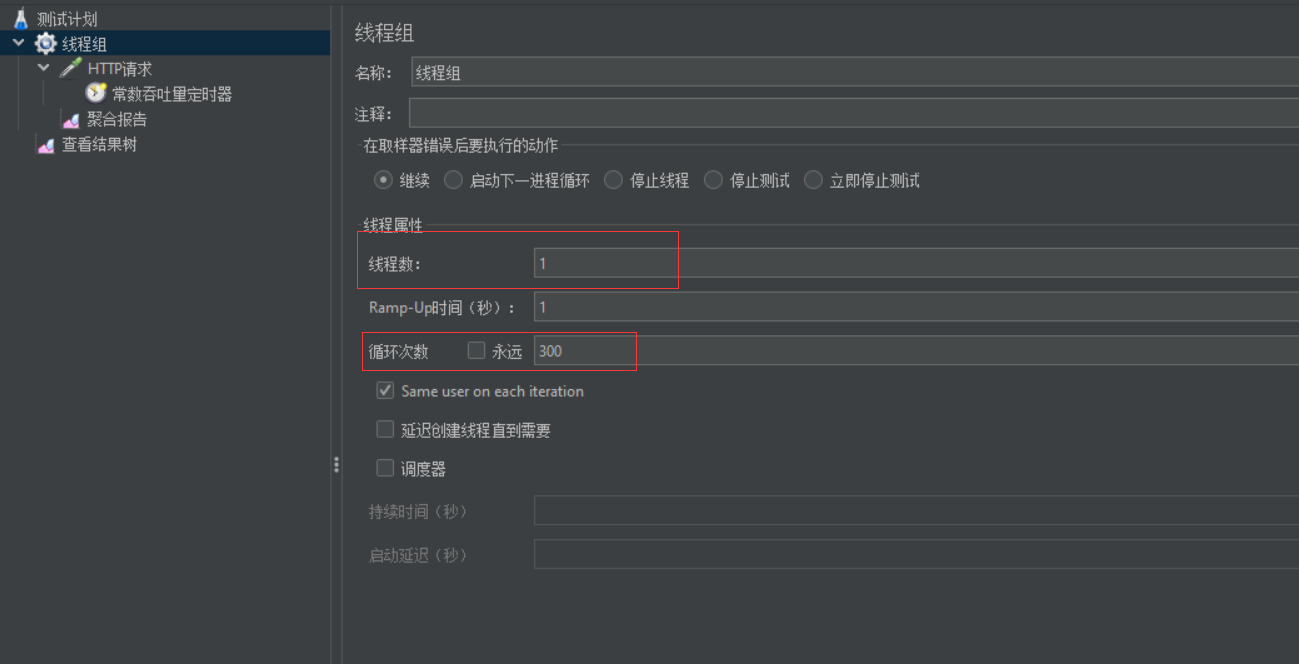 测试计划
线程组
HTTP请求
常数吞吐量定时器
聚合报告
查看结果树
线程组
名称： 线程组
注释：
在取样器错误后要执行的动作
继续 启动下一进程循环 停止线程 停止测试 立即停止测试
线程属性
线程数： 1
Ramp-Up时间（秒）： 1
循环次数 永远 300
Same user on each iteration
延迟创建线程直到需要
调度器
持续时间（秒）
启动延迟（秒）